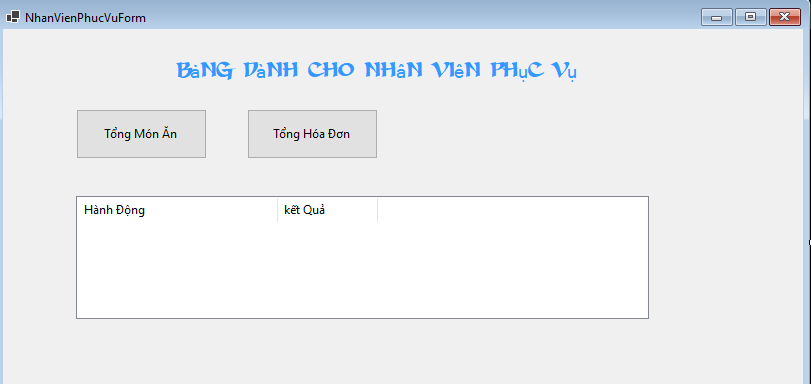 NhanVienPhucVuForm
BảNG DàNH CHO NHâN VIêN PHụC Vụ
Tổng Món Ăn
Tổng Hóa Đơn
Hành Động kết Quả